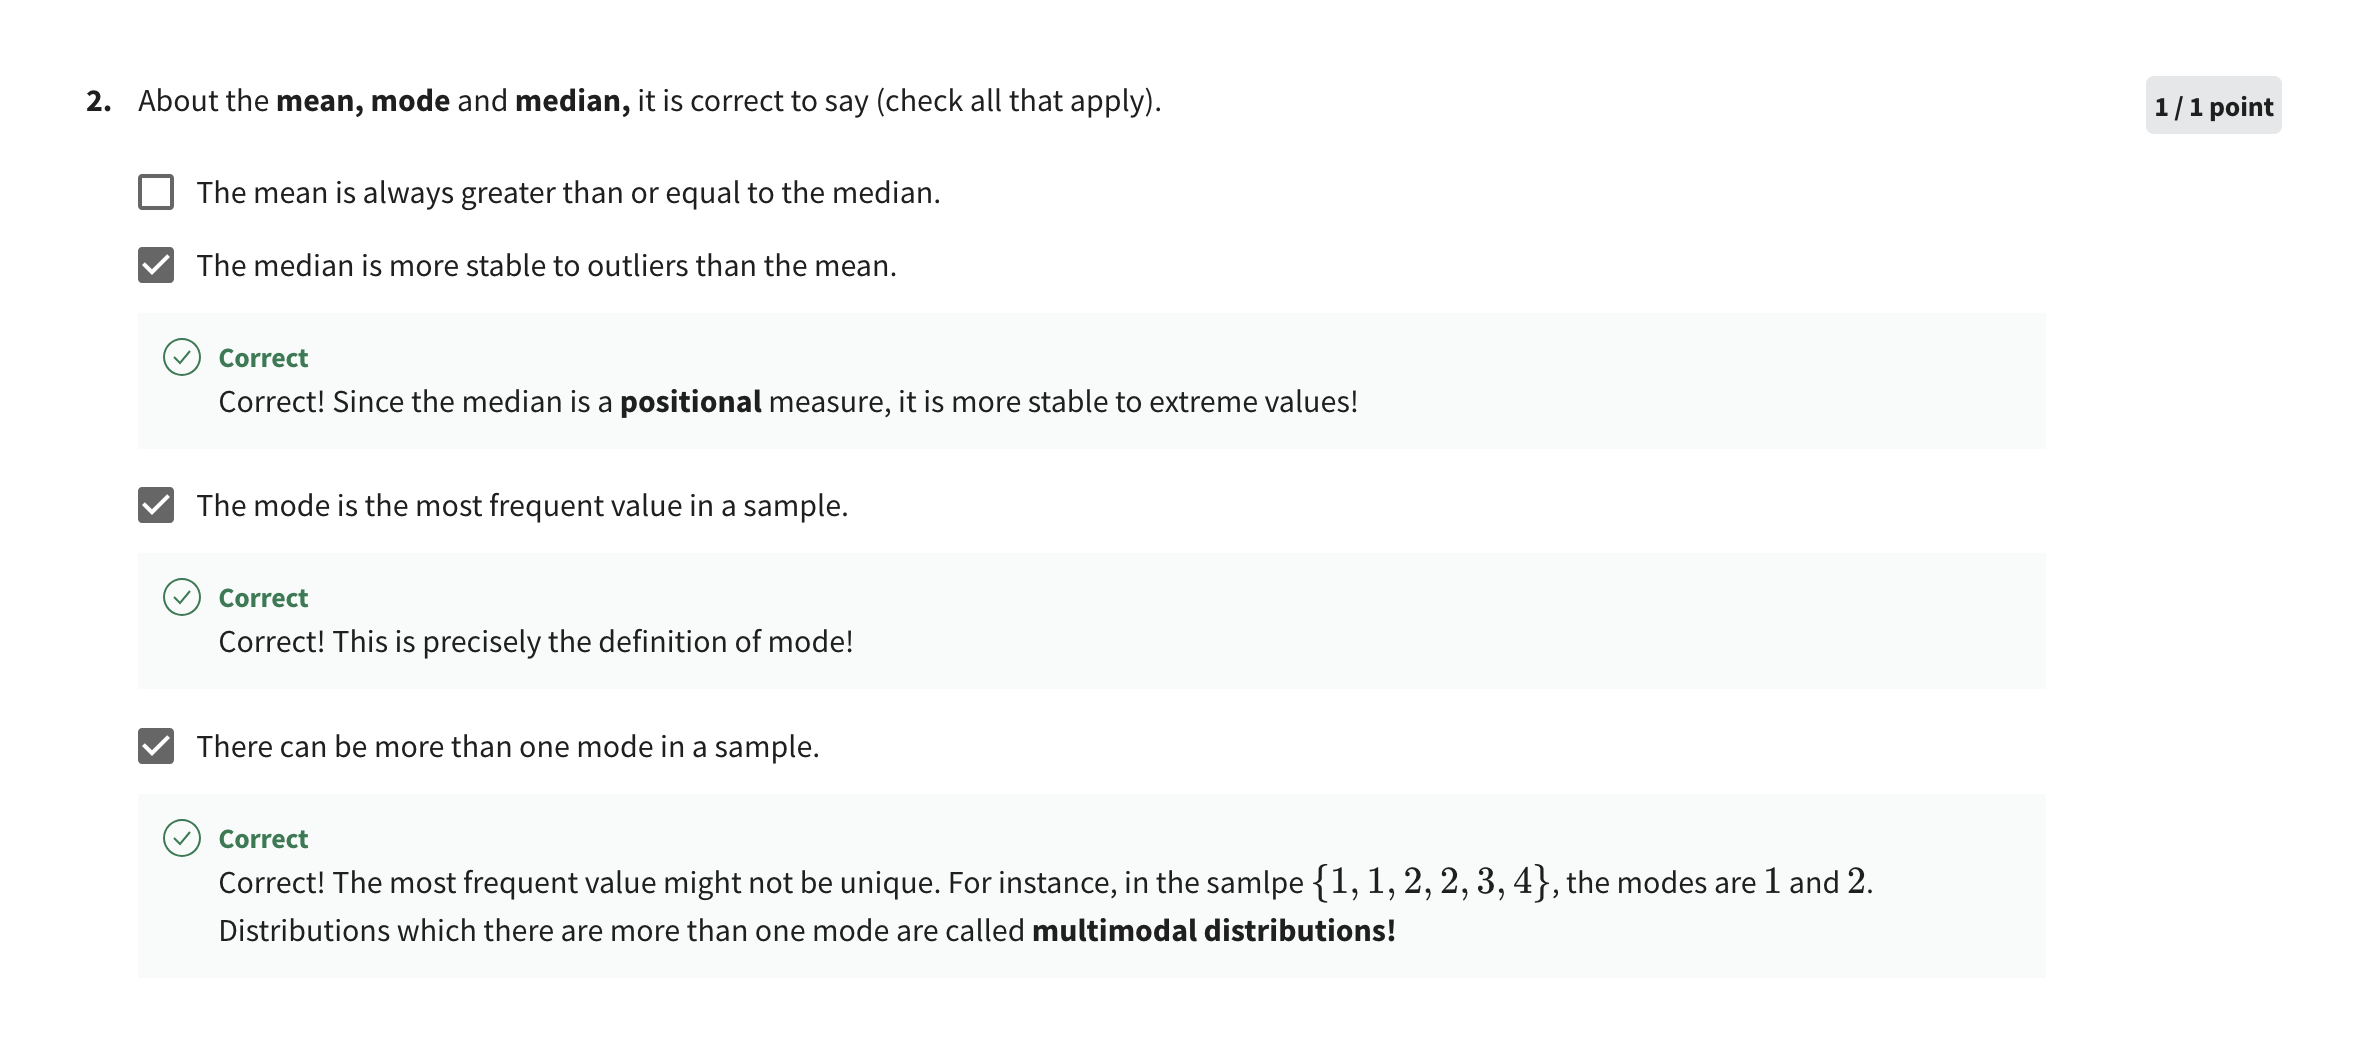 2. About the mean, mode and median, it is correct to say (check all that apply).
1 / 1 point
The mean is always greater than or equal to the median.
The median is more stable to outliers than the mean.
Correct
Correct! Since the median is a positional measure, it is more stable to extreme values!
The mode is the most frequent value in a sample.
Correct
Correct! This is precisely the definition of mode!
There can be more than one mode in a sample.
Correct
Correct! The most frequent value might not be unique. For instance, in the samlpe {1, 1, 2, 2, 3, 4}, the modes are 1 and 2.
Distributions which there are more than one mode are called multimodal distributions!